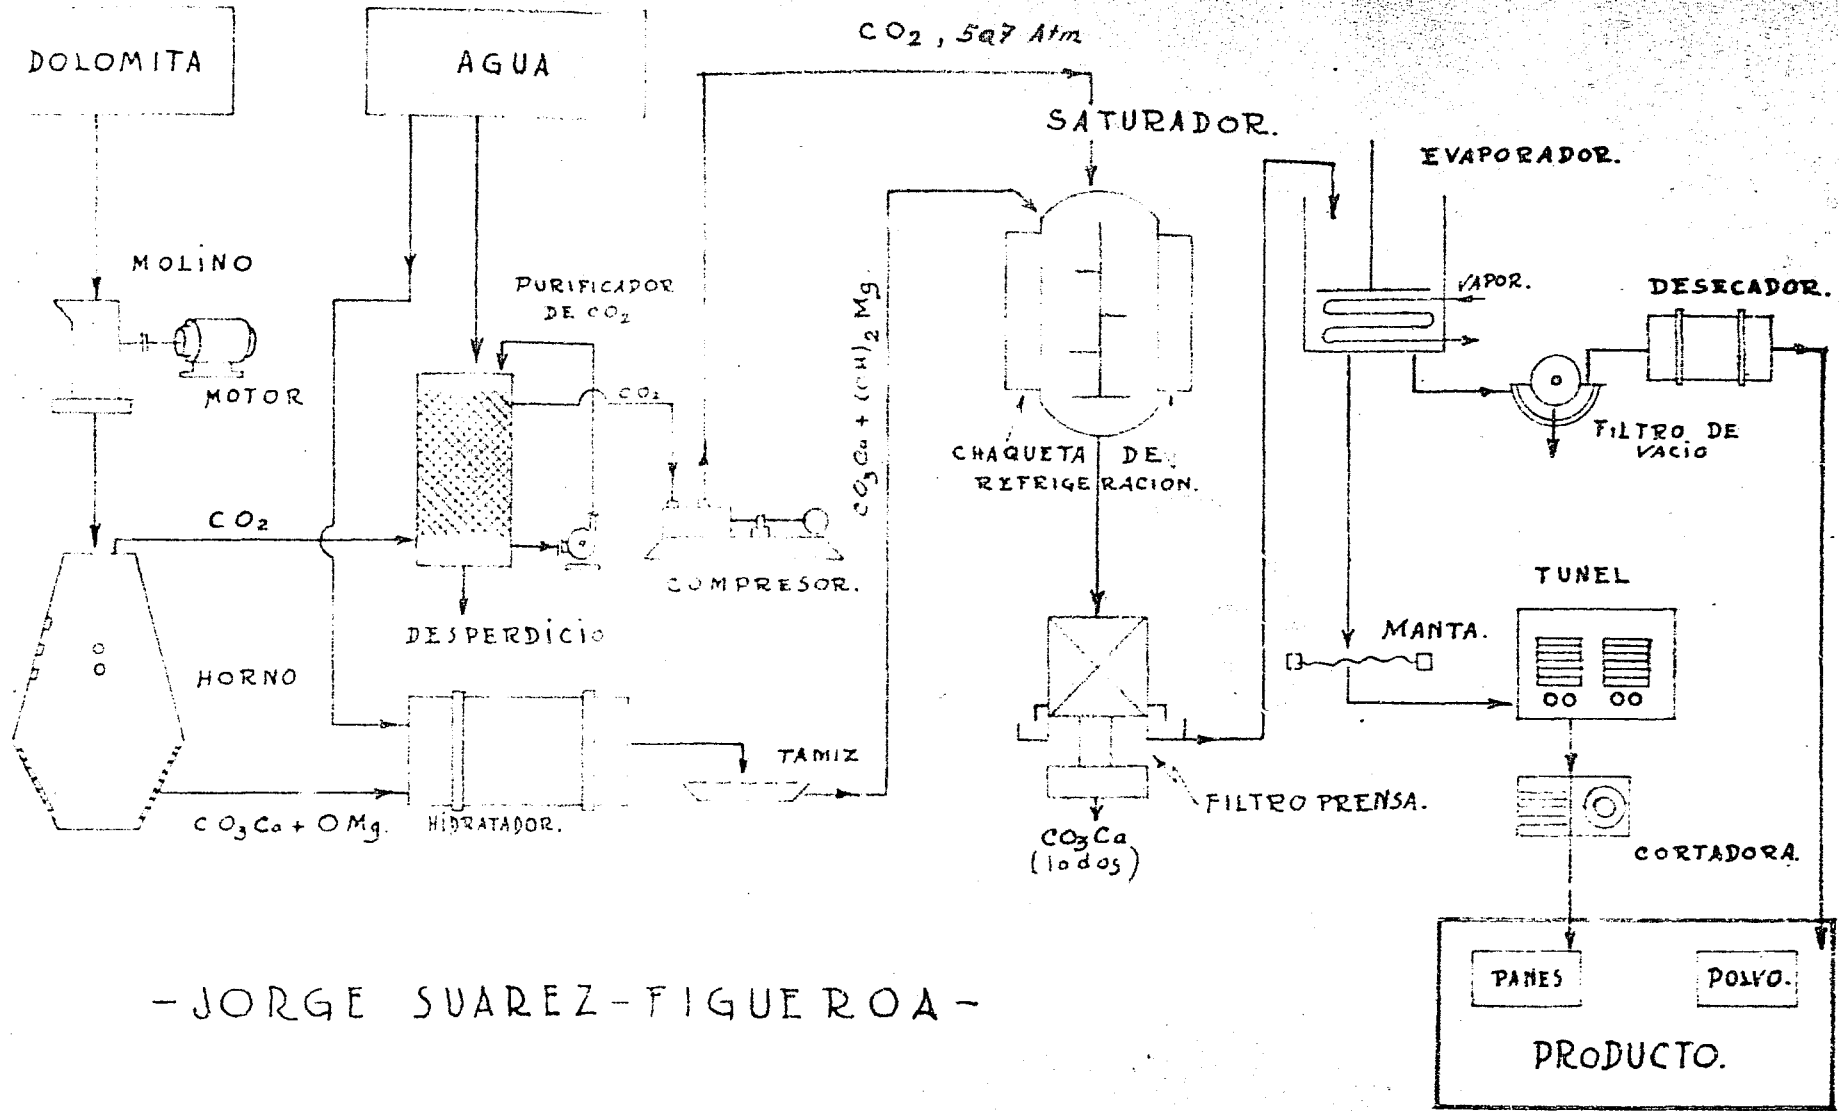 DOLOMITA
AGUA
CO2, 5a7 Atm
SATURADOR.
EVAPORADOR.
MOLiNO
PURIFICADOR
DE CO2
VAPOR.
DESECADOR.
MOTOR
CO2
CO3Ca + (OH)2 Mg
CHAQUETA DE
REFRIGERACION.
FILTRO DE
VACIO
CO2
COMPRESOR.
TUNEL
DESPERDiCiO
MANTA.
HORNO
TAMIZ
FILTRO PRENSA.
CO3Ca + OMg.
HIDRATADOR.
CO3Ca
(lodos)
CORTADORA.
PANES
POLVO.
-JORGE SUAREZ-FIGUEROA-
PRODUCTO.